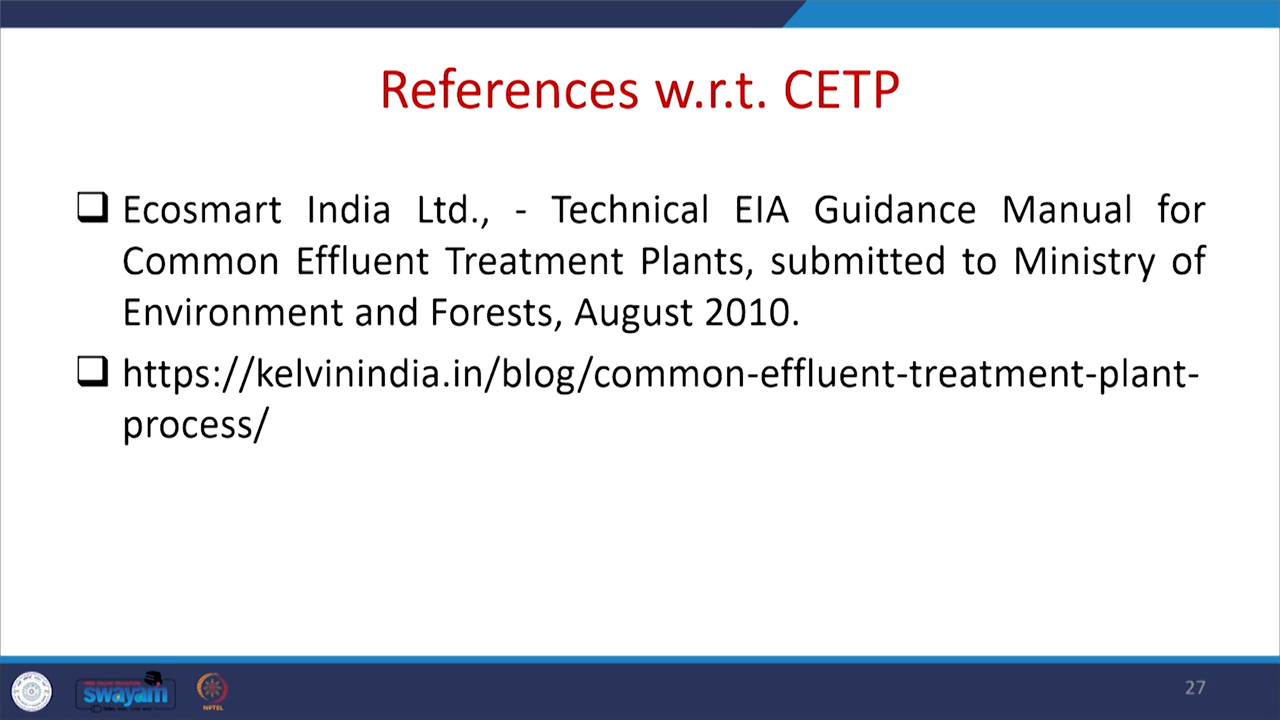 References w.r.t. CETP
Ecosmart India Ltd., - Technical EIA Guidance Manual for
Common Effluent Treatment Plants, submitted to Ministry of
Environment and Forests, August 2010.
https://kelvinindia.in/blog/common-effluent-treatment-plant-
process/
swayam
NPTEL
27